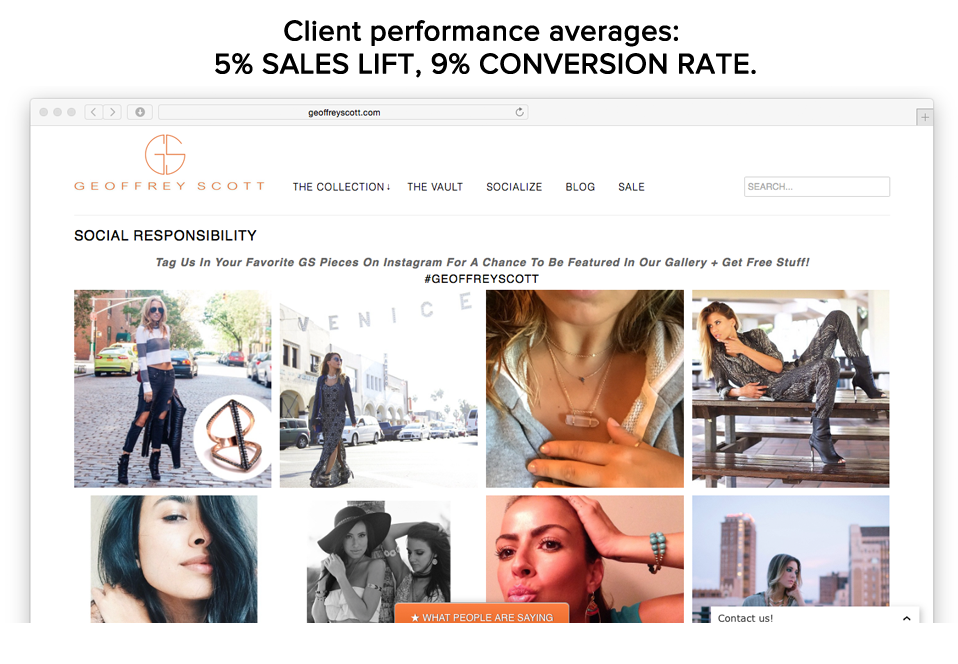 Client performance averages:
5% SALES LIFT, 9% CONVERSION RATE.
geoffreyscott.com
GS
GEOFFREY SCOTT
THE COLLECTION↓ THE VAULT SOCIALIZE BLOG SALE
SEARCH...
SOCIAL RESPONSIBILITY
Tag Us In Your Favorite GS Pieces On Instagram For A Chance To Be Featured In Our Gallery + Get Free Stuff!
#GEOFFREYSCOTT
VENICE
★ WHAT PEOPLE ARE SAYING
Contact us!